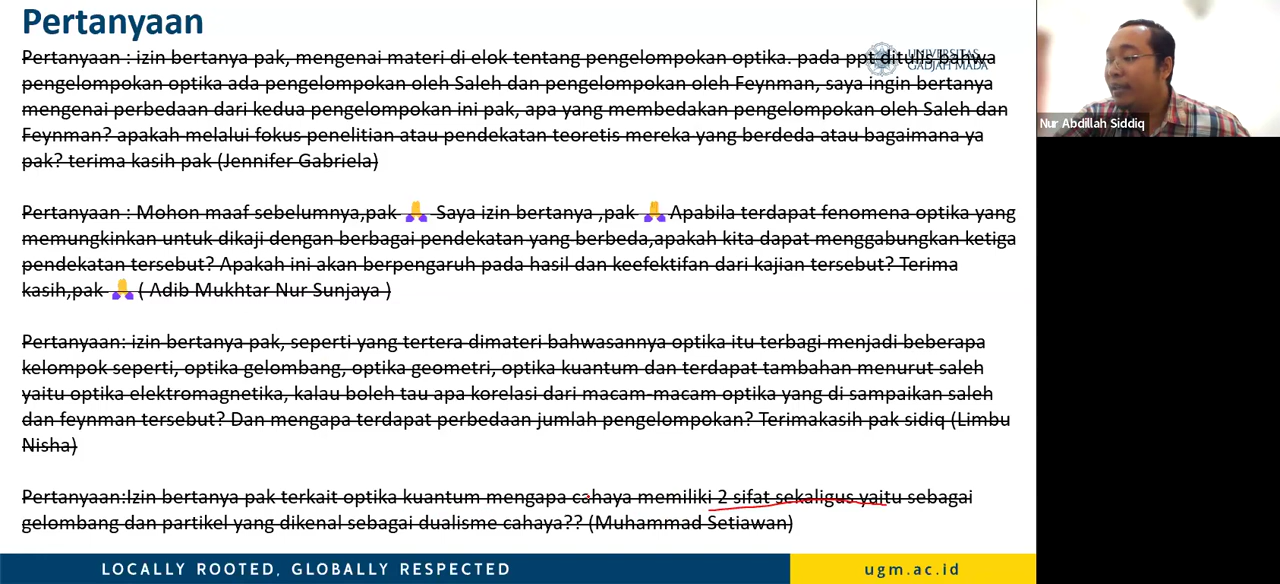 Pertanyaan
Pertanyaan : izin bertanya pak, mengenai materi di elok tentang pengelompokan optika. pada ppt ditulis bahwa
UNIVERSITAS
GADJAH MADA
pengelompokan optika ada pengelompokan oleh Saleh dan pengelompokan oleh Feynman, saya ingin bertanya
mengenai perbedaan dari kedua pengelompokan ini pak, apa yang membedakan pengelompokan oleh Saleh dan
Feynman? apakah melalui fokus penelitian atau pendekatan teoretis mereka yang berdeda atau bagaimana ya
pak? terima kasih pak (Jennifer Gabriela)
Pertanyaan : Mohon maaf sebelumnya,pak 🙏 Saya izin bertanya ,pak 🙏 Apabila terdapat fenomena optika yang
memungkinkan untuk dikaji dengan berbagai pendekatan yang berbeda,apakah kita dapat menggabungkan ketiga
pendekatan tersebut? Apakah ini akan berpengaruh pada hasil dan keefektifan dari kajian tersebut? Terima
kasih,pak 🙏 ( Adib Mukhtar Nur Sunjaya )
Pertanyaan: izin bertanya pak, seperti yang tertera dimateri bahwasannya optika itu terbagi menjadi beberapa
kelompok seperti, optika gelombang, optika geometri, optika kuantum dan terdapat tambahan menurut saleh
yaitu optika elektromagnetika, kalau boleh tau apa korelasi dari macam-macam optika yang di sampaikan saleh
dan feynman tersebut? Dan mengapa terdapat perbedaan jumlah pengelompokan? Terimakasih pak sidiq (Limbu
Nisha)
Pertanyaan:Izin bertanya pak terkait optika kuantum mengapa cahaya memiliki 2 sifat sekaligus yaitu sebagai
gelombang dan partikel yang dikenal sebagai dualisme cahaya?? (Muhammad Setiawan)
LOCALLY ROOTED, GLOBALLY RESPECTED
ugm.ac.id
Nur Abdillah Siddiq